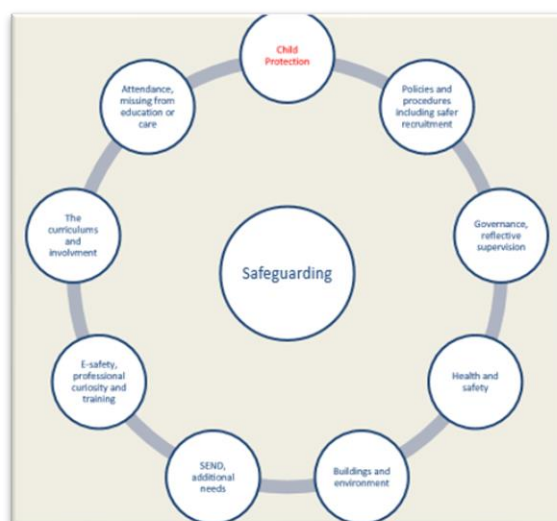 Child
Protection
Policies and
procedures
including safer
recruitment
Governance,
reflective
supervision
Health and
safety
Buildings and
environment
SEND,
additional
needs
E-safety,
professional
curiosity and
training
The
curriculums
and
involvment
Attendance,
missing from
education or
care
Safeguarding